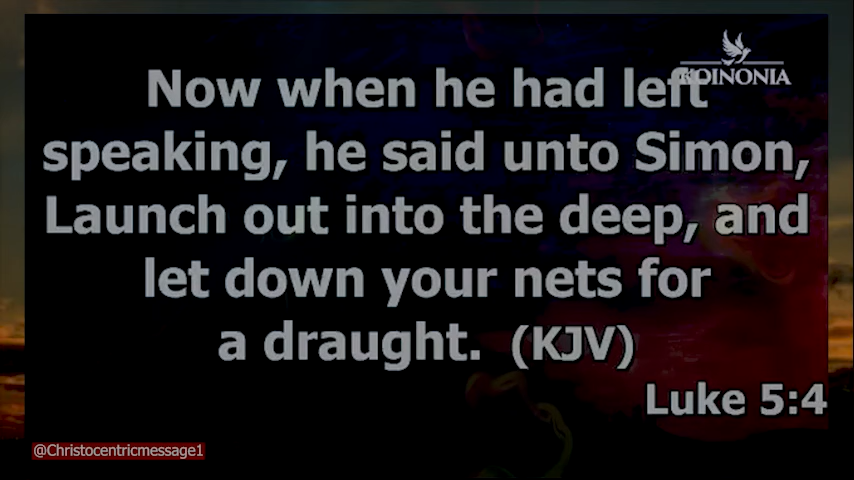 KOINONIA
Now when he had left
speaking, he said unto Simon,
Launch out into the deep, and
let down your nets for
a draught. (KJV)
Luke 5:4
@Christocentricmessage1